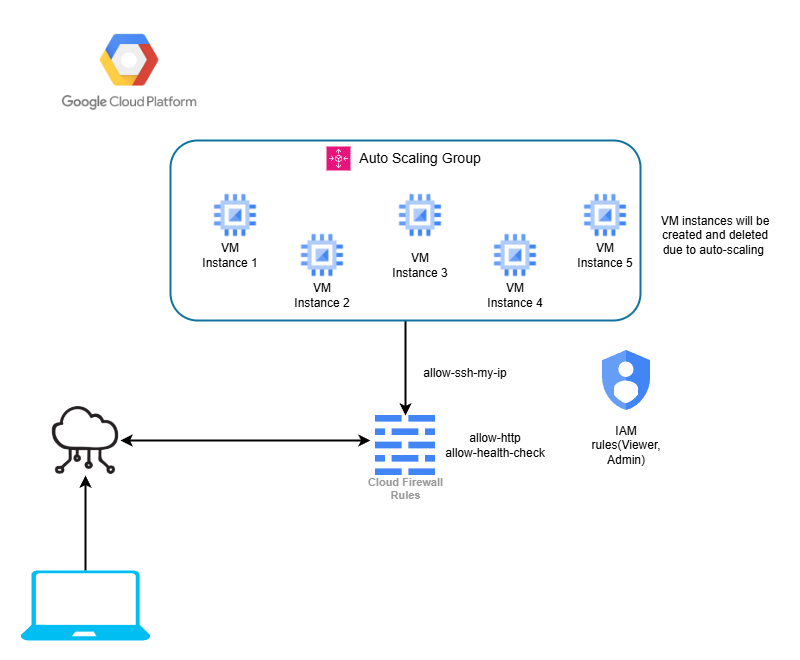 Google Cloud Platform
Auto Scaling Group
VM
Instance 1
VM
Instance 2
VM
Instance 3
VM
Instance 4
VM
Instance 5
VM instances will be
created and deleted
due to auto-scaling
allow-ssh-my-ip
allow-http
allow-health-check
Cloud Firewall
Rules
IAM
rules(Viewer,
Admin)